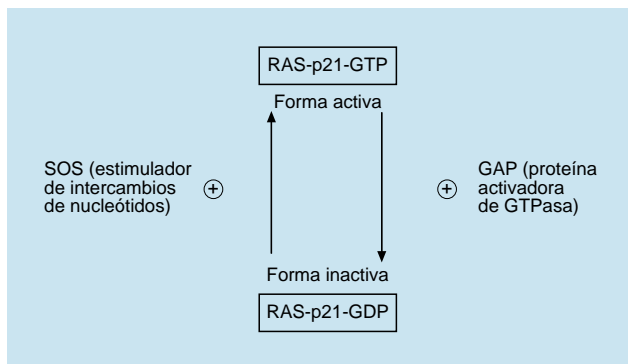 RAS-p21-GTP
Forma activa
SOS (estimulador
de intercambios
de nucleótidos)
+
+
GAP (proteína
activadora
de GTPasa)
Forma inactiva
RAS-p21-GDP